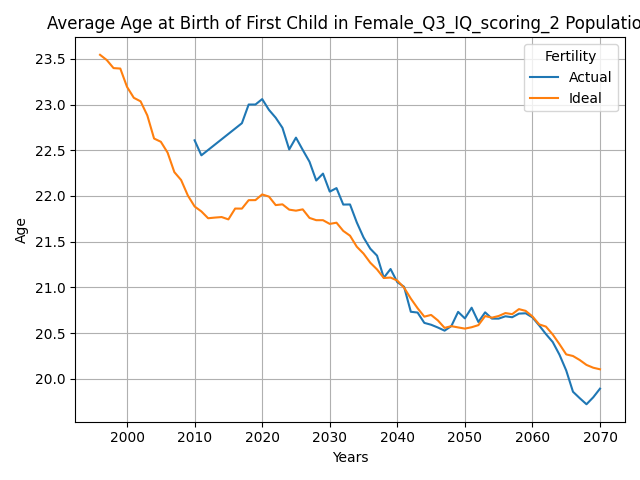 Average Age at Birth of First Child in Female_Q3_IQ_scoring_2 Populatio
Fertility
Actual
Ideal
23.5
23.0
22.5
22.0
21.5
21.0
20.5
20.0
Age
2000 2010 2020 2030 2040 2050 2060 2070
Years